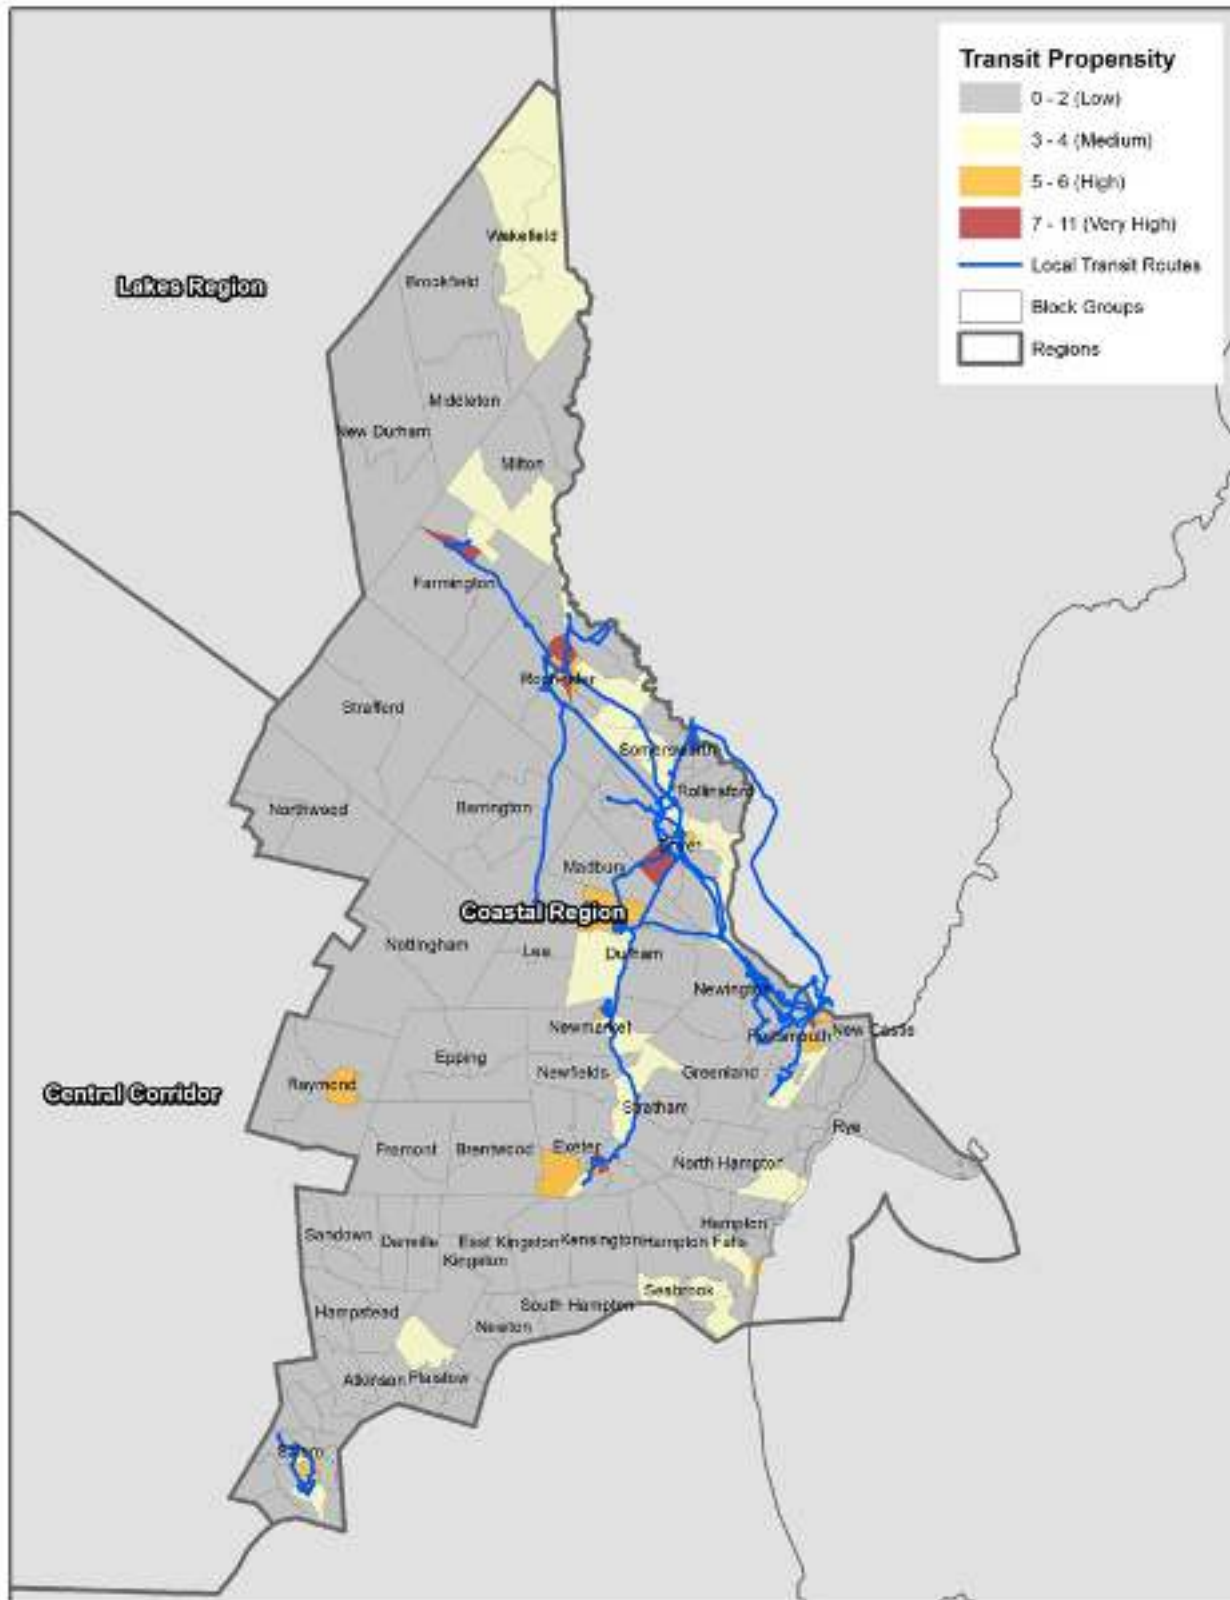 Transit Propensity
0 - 2 (Low)
3 - 4 (Medium)
5 - 6 (High)
7 - 11 (Very High)
Local Transit Routes
Block Groups
Regions
Wakefield
Lakes Region
Brookfield
Middleton
New Durham
Milton
Farmington
Rochester
Strafford
Somersworth
Rollinsford
Northwood
Barrington
Dover
Madbury
Coastal Region
Nottingham
Lee
Durham
Newington
Newmarket
Portsmouth
New Castle
Epping
Newfields
Greenland
Raymond
Central Corridor
Stratham
Rye
Fremont
Brentwood
Exeter
North Hampton
Hampton
Sandown
Danville
East Kingston
Kensington
Hampton Falls
Kingston
Seabrook
Hampstead
South Hampton
Newton
Atkinson
Plaistow
Salem